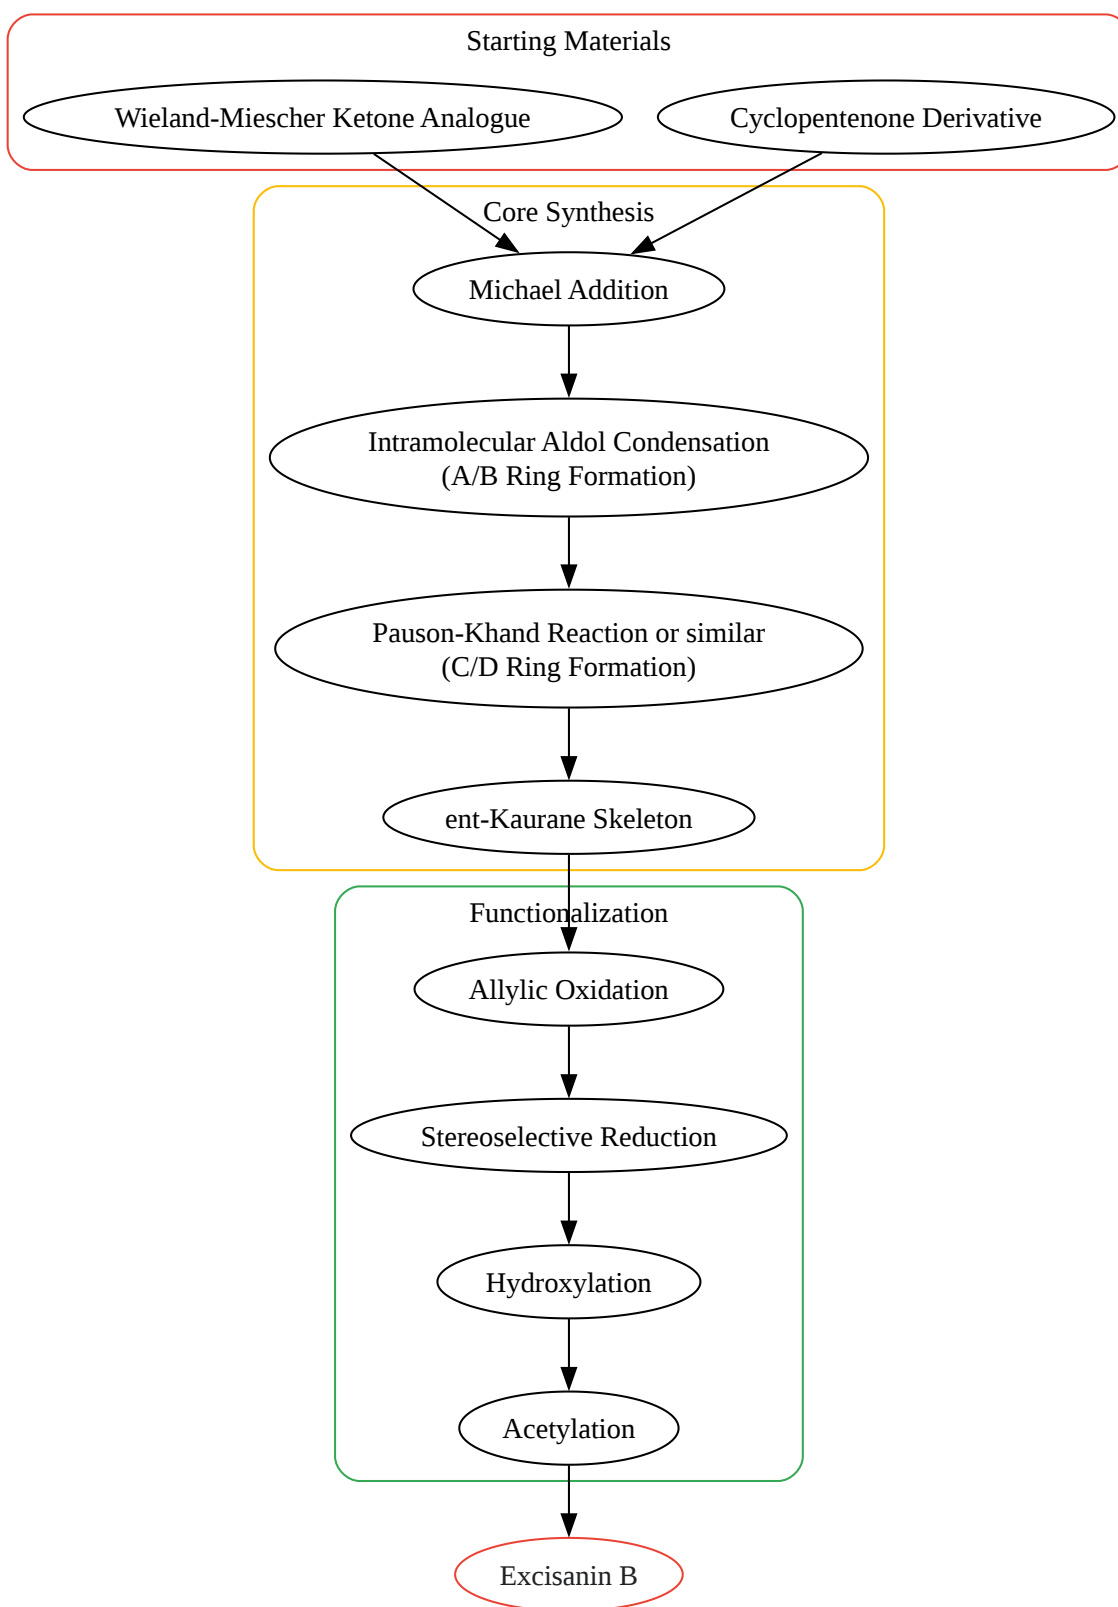 Starting Materials
Wieland-Miescher Ketone Analogue
Cyclopentenone Derivative
Core Synthesis
Michael Addition
Intramolecular Aldol Condensation
(A/B Ring Formation)
Pauson-Khand Reaction or similar
(C/D Ring Formation)
ent-Kaurane Skeleton
Functionalization
Allylic Oxidation
Stereoselective Reduction
Hydroxylation
Acetylation
Excisanin B